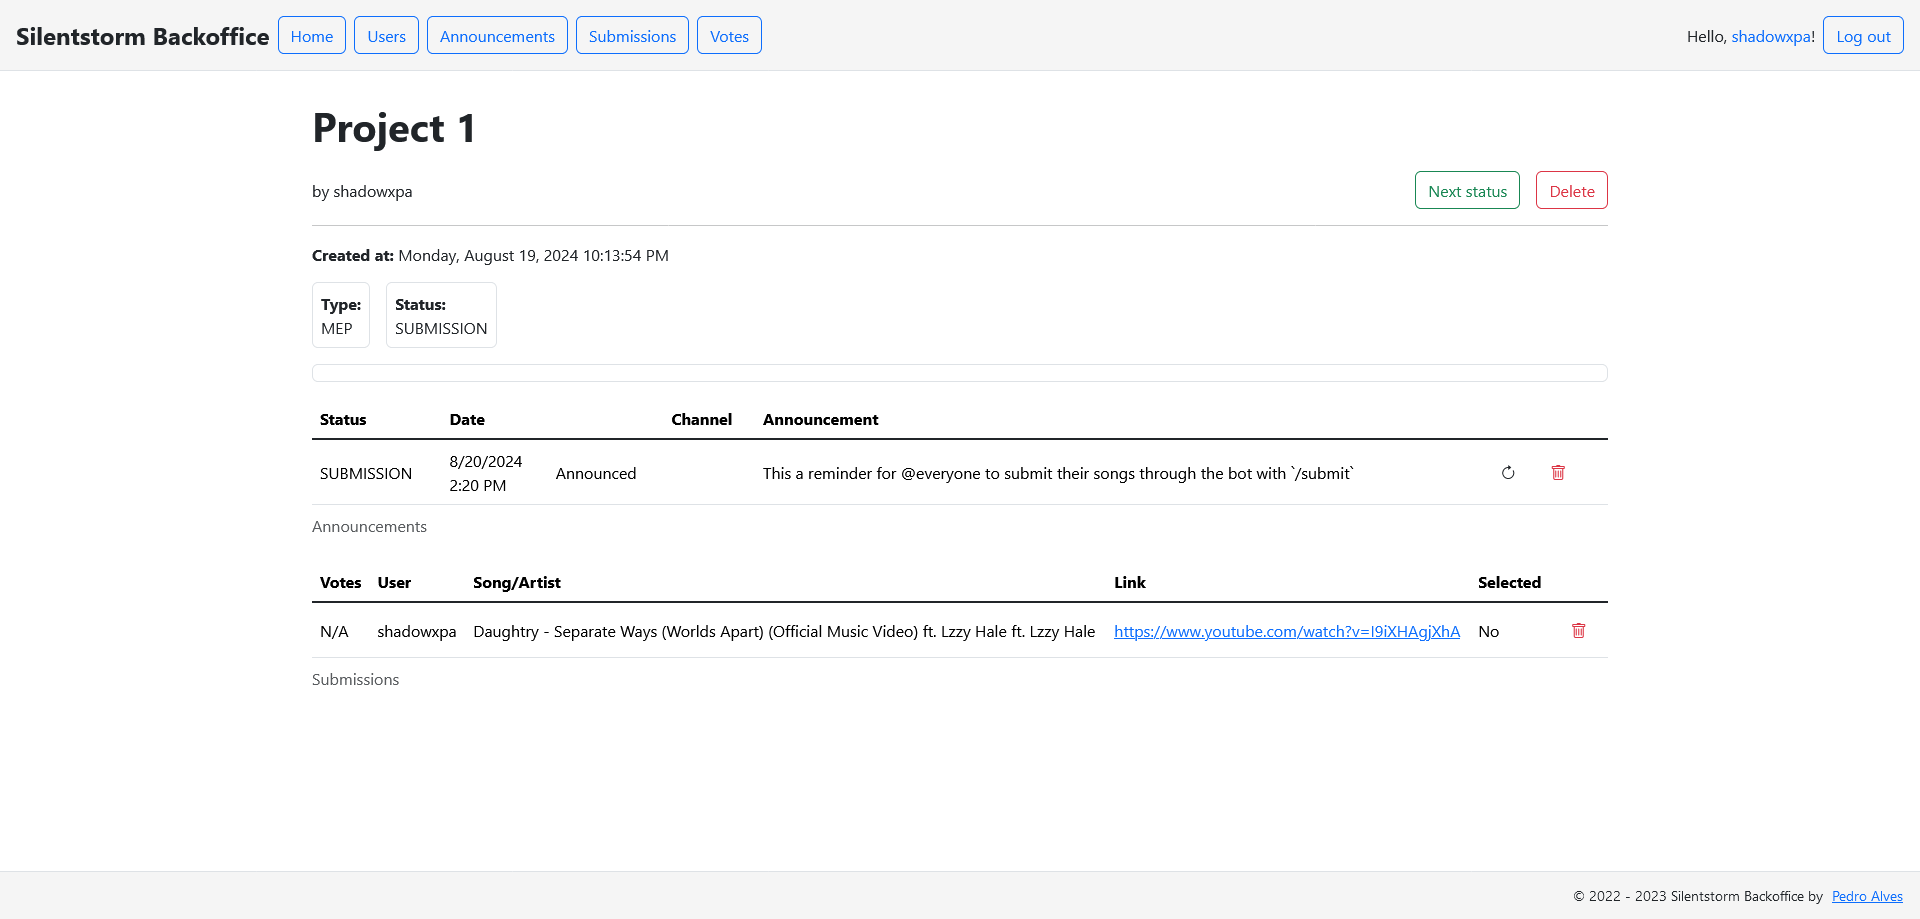 Silentstorm Backoffice Home Users Announcements Submissions Votes Hello, shadowxpa! Log out
Project 1
by shadowxpa Next status Delete
Created at: Monday, August 19, 2024 10:13:54 PM
Type: Status:
MEP SUBMISSION
Status Date Channel Announcement
8/20/2024
SUBMISSION Announced This a reminder for @everyone to submit their songs through the bot with `/submit`
2:20 PM
Announcements
Votes User Song/Artist Link Selected
N/A shadowxpa Daughtry - Separate Ways (Worlds Apart) (Official Music Video) ft. Lzzy Hale ft. Lzzy Hale https://www.youtube.com/watch?v=I9iXHAgjXhA No
Submissions
© 2022 - 2023 Silentstorm Backoffice by Pedro Alves